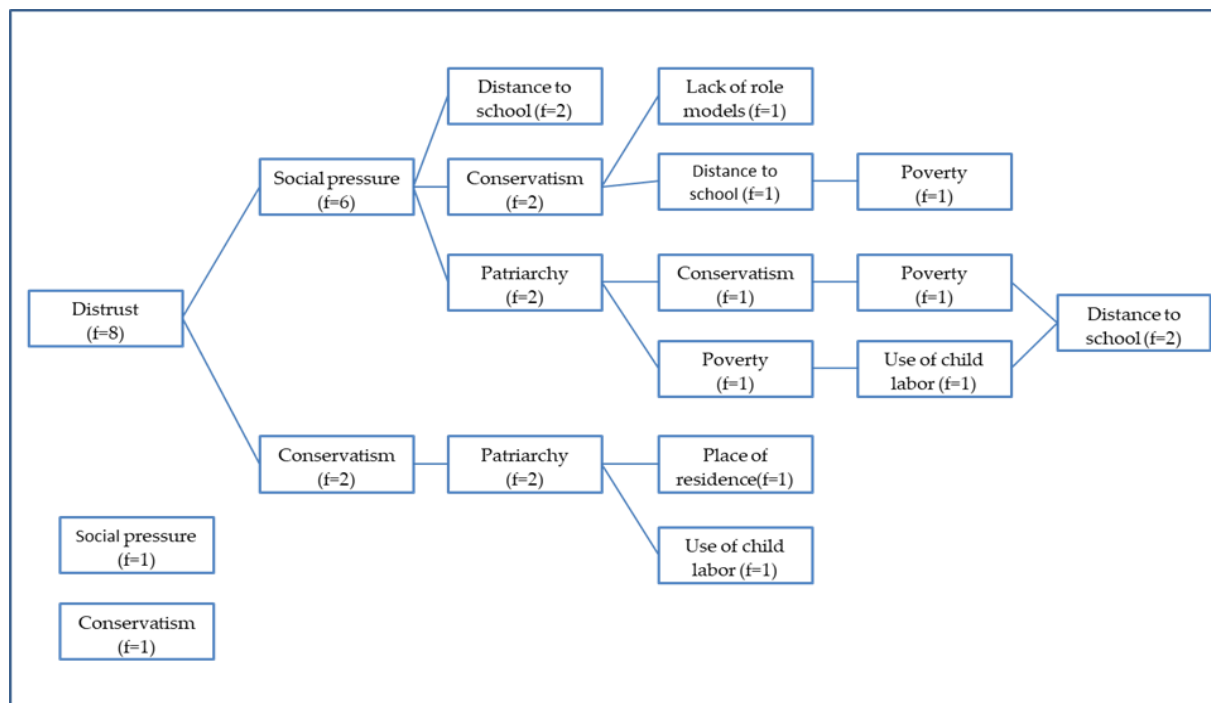 Distance to
school (f=2)
Lack of role
models (f=1)
Social pressure
(f=6)
Conservatism
(f=2)
Distance to
school (f=1)
Poverty
(f=1)
Patriarchy
(f=2)
Conservatism
(f=1)
Poverty
(f=1)
Distrust
(f=8)
Distance to
school (f=2)
Poverty
(f=1)
Use of child
labor (f=1)
Conservatism
(f=2)
Patriarchy
(f=2)
Place of
residence(f=1)
Social pressure
(f=1)
Use of child
labor (f=1)
Conservatism
(f=1)